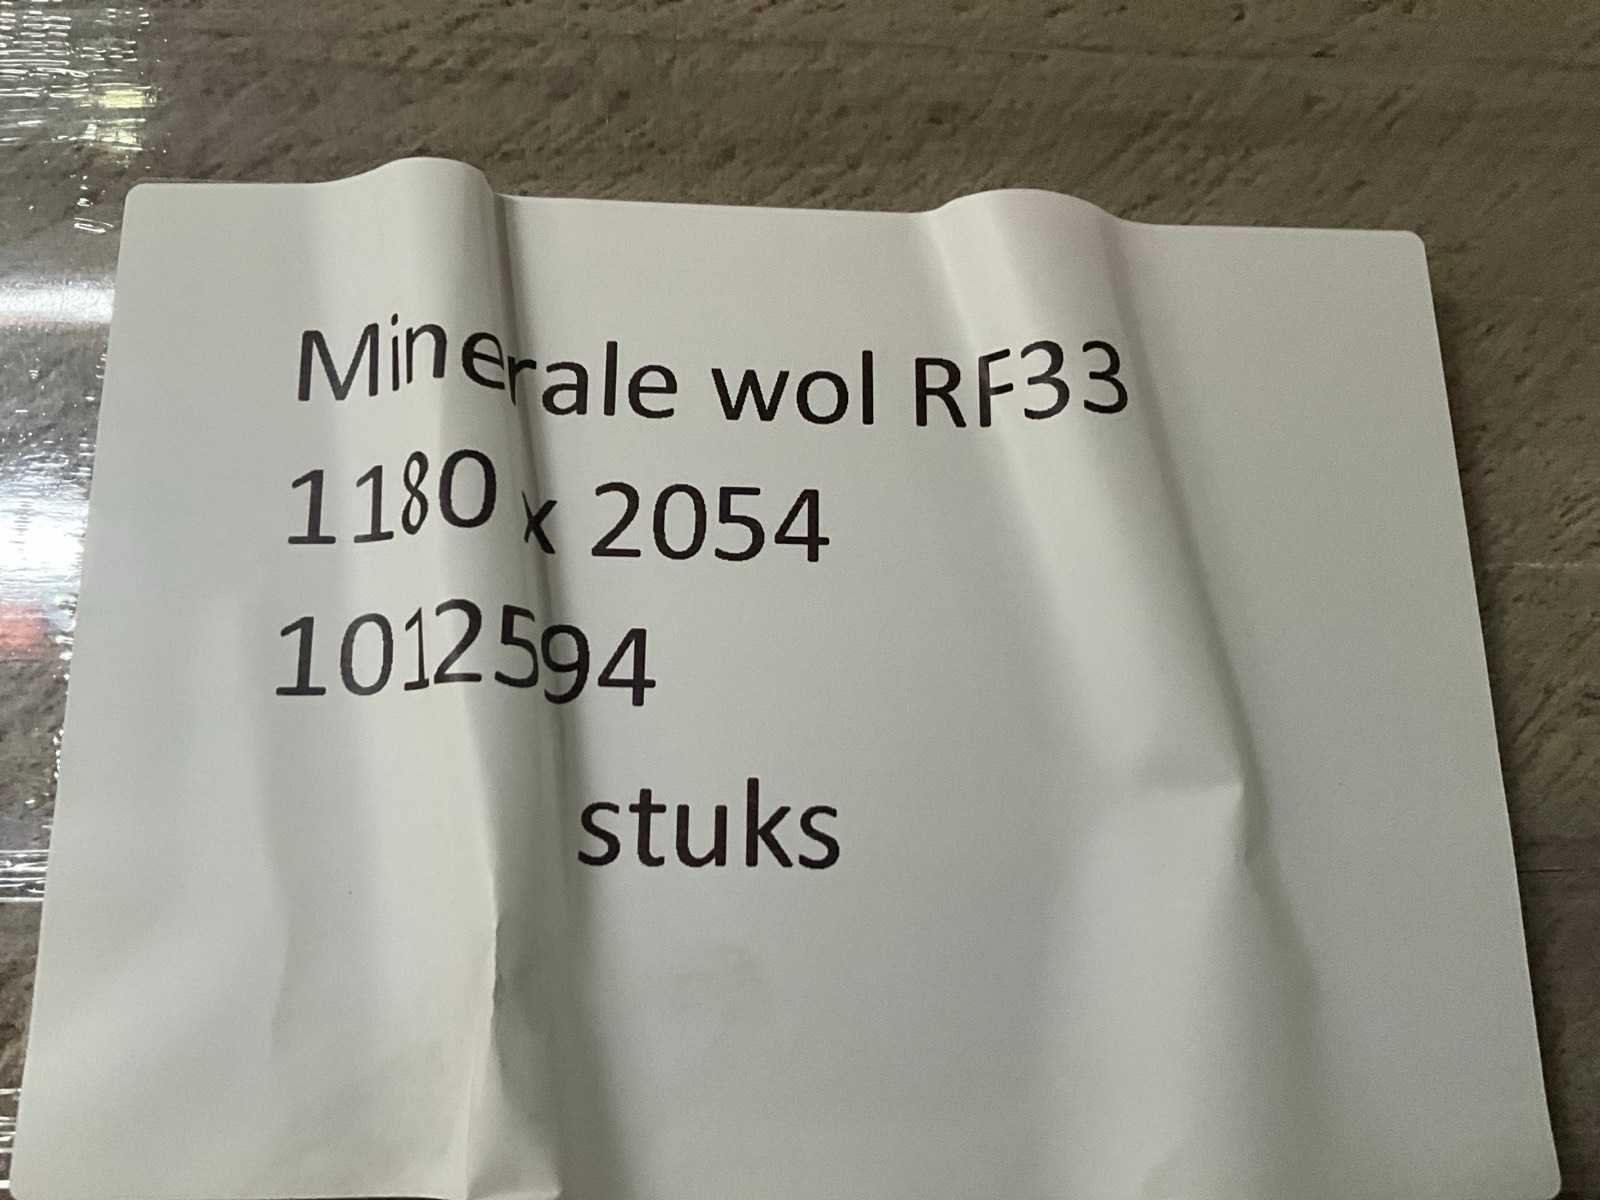 Minerale wol RF33
1180 x 2054
1012594
stuks